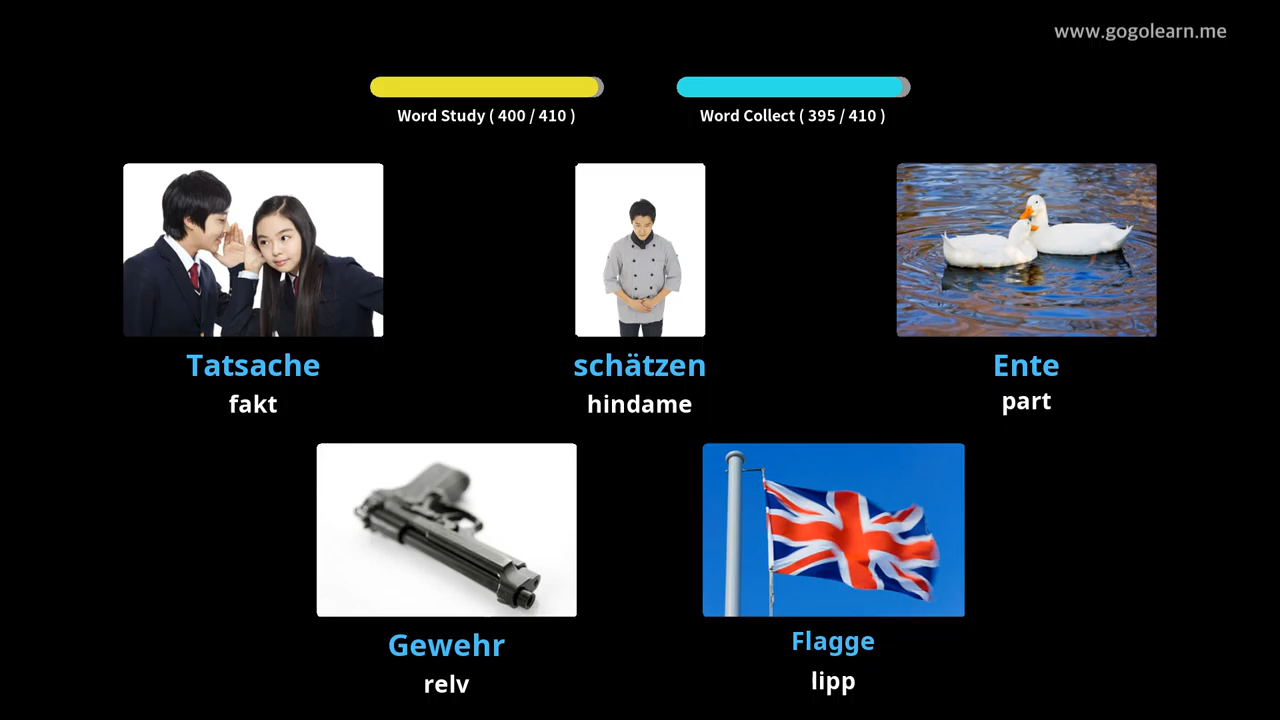 www.gogolearn.me
Word Study ( 400 / 410 )
Word Collect ( 395 / 410 )
Tatsache
fakt
schätzen
hindame
Ente
part
Gewehr
relv
Flagge
lipp